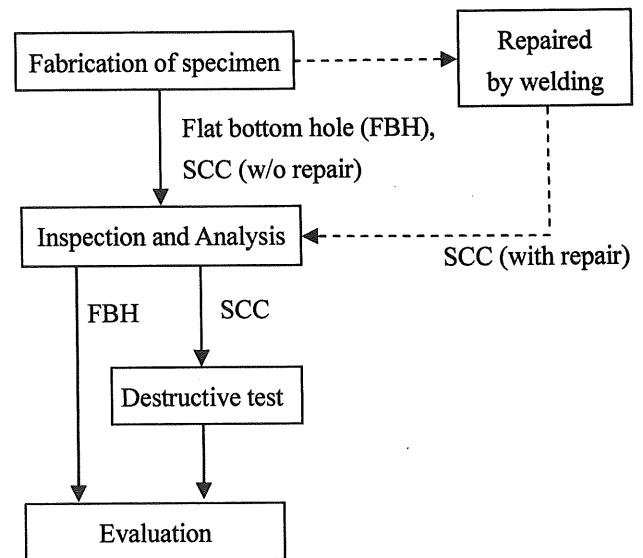 Fabrication of specimen
Repaired
by welding
Flat bottom hole (FBH),
SCC (w/o repair)
Inspection and Analysis
SCC (with repair)
FBH
SCC
Destructive test
Evaluation